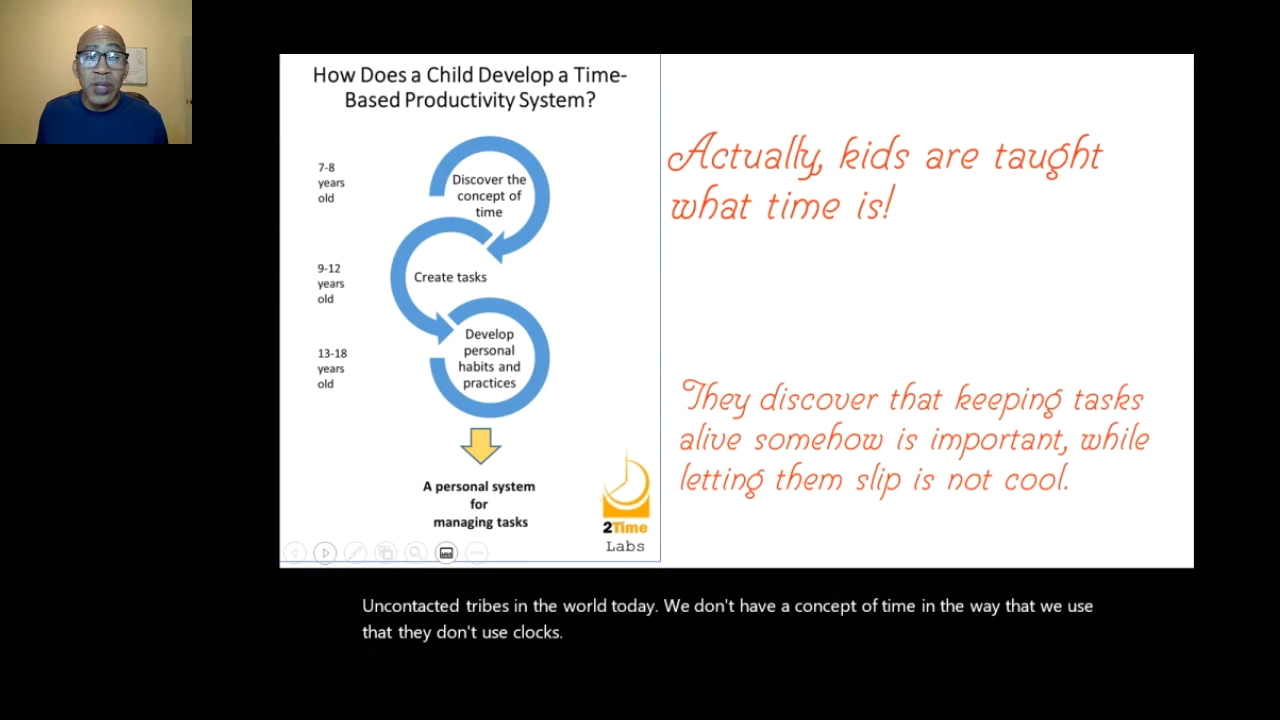 How Does a Child Develop a Time-
Based Productivity System?
7-8
years
old
Discover the
concept of
time
9-12
years
old
Create tasks
13-18
years
old
Develop
personal
habits and
practices
A personal system
for
managing tasks
2Time
Labs
Actually, kids are taught
what time is!
They discover that keeping tasks
alive somehow is important, while
letting them slip is not cool.
Uncontacted tribes in the world today. We don't have a concept of time in the way that we use
that they don't use clocks.